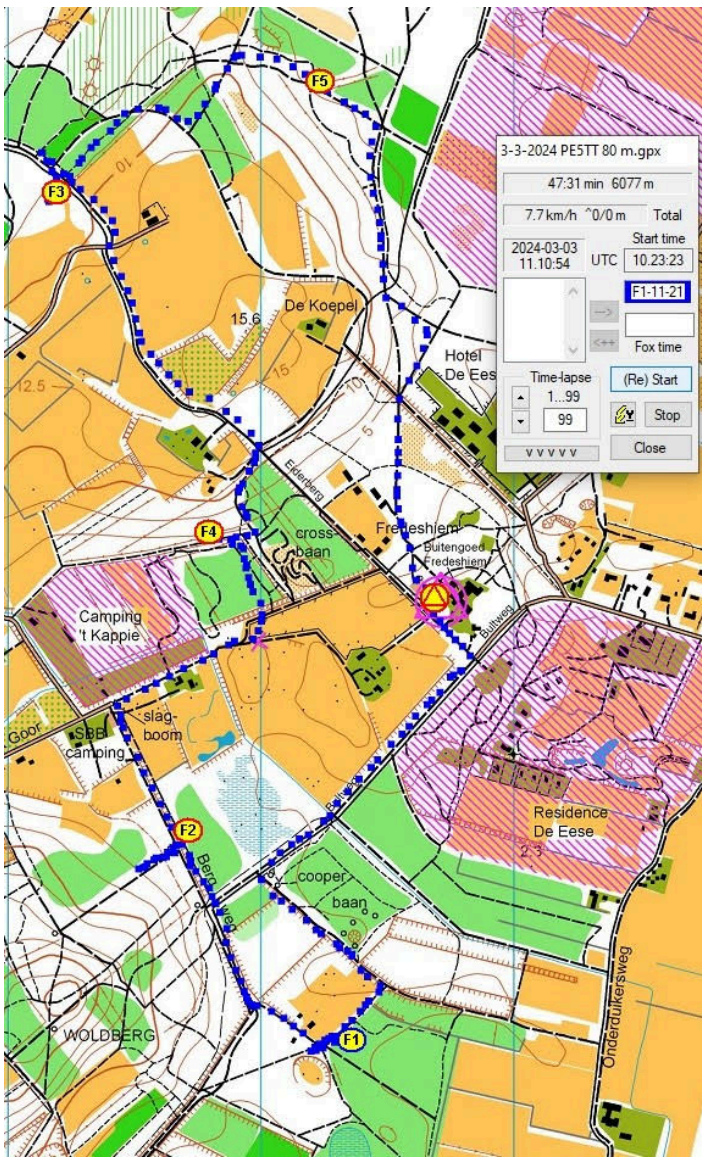 F5
3-3-2024 PE5TT 80 m.gpx
47:31 min 6077 m
7.7 km/h ^0/0 m Total
2024-03-03
11.10:54
UTC
Start time
10.23:23
F1-11-21
-->
<++
Fox time
Time-lapse
1...99
99
(Re) Start
Stop
Close
V V V V V
F3
10
De Koepel
15.6
15
12.5
10
5
Hotel
De Ees
Eiderberg
F4
cross-
baan
Fredeshiem
Buitengoed
Fredeshiem
Camping
't Kappie
Bultweg
Goor
SBB
camping
slag-
boom
Bultweg
Residence
De Eese
2.3
F2
Bergweg
cooper
baan
F1
WOLDBERG
Onderduikersweg